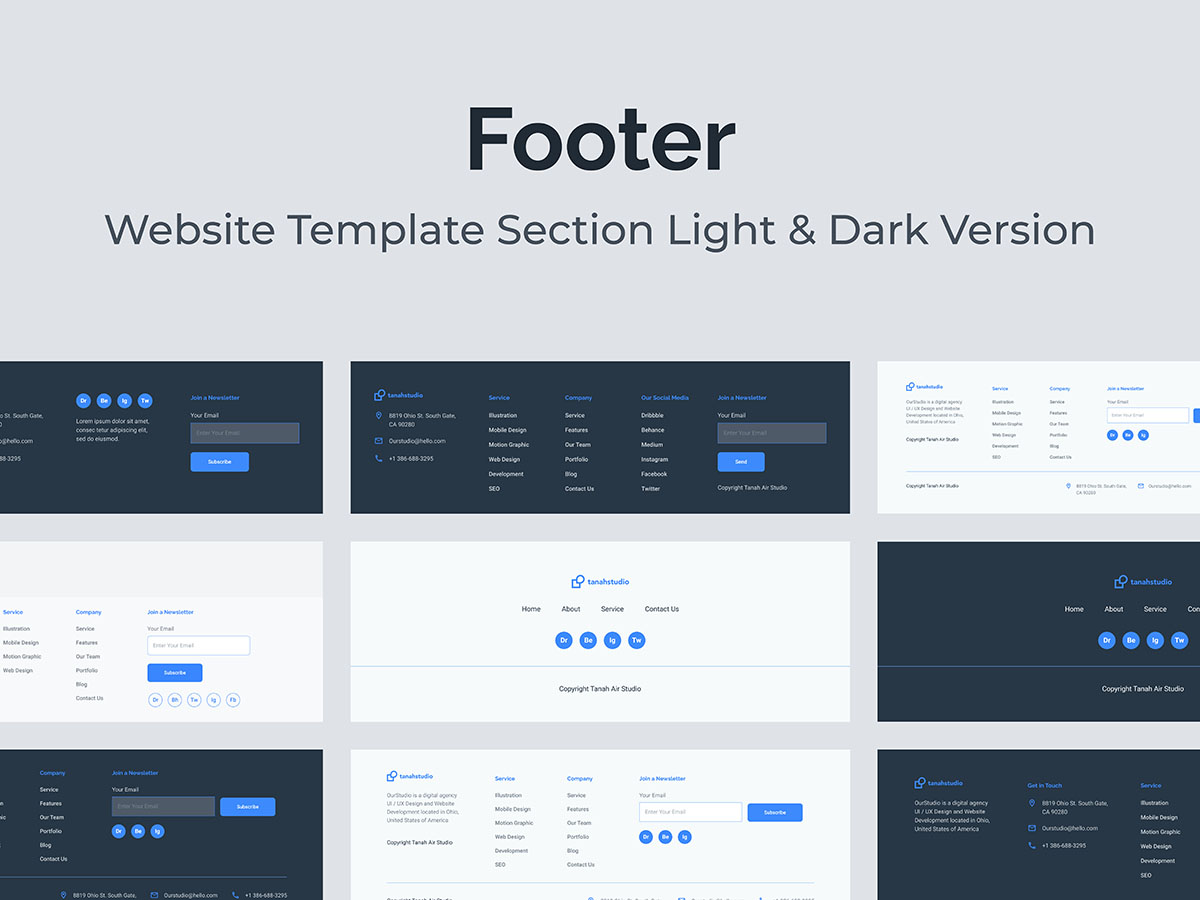 Footer
Website Template Section Light & Dark Version
Dr Be Ig Tw
Lorem ipsum dolor sit amet,
consec tetur adipiscing elit,
sed do eiusmod.
Join a Newsletter
Your Email
Enter Your Email
Subscribe
o St. South Gate,
@hello.com
88-3295
tanahstudio
8819 Ohio St. South Gate,
CA 90280
Ourstudio@hello.com
+1 386-688-3295
Service
Illustration
Mobile Design
Motion Graphic
Web Design
Development
SEO
Company
Service
Features
Our Team
Portfolio
Blog
Contact Us
Our Social Media
Dribbble
Behance
Medium
Instagram
Facebook
Twitter
Join a Newsletter
Your Email
Enter Your Email
Send
Copyright Tanah Air Studio
tanahstudio
OurStudio is a digital agency
UI / UX Design and Website
Development located in Ohio,
United States of America
Copyright Tanah Air Studio
Service
Illustration
Mobile Design
Motion Graphic
Web Design
Development
SEO
Company
Service
Features
Our Team
Portfolio
Blog
Contact Us
Join a Newsletter
Your Email
Enter Your Email
Dr Be Ig
Copyright Tanah Air Studio
8819 Ohio St. South Gate,
CA 90280
Ourstudio@hello.com
Service
Illustration
Mobile Design
Motion Graphic
Web Design
Company
Service
Features
Our Team
Portfolio
Blog
Contact Us
Join a Newsletter
Your Email
Enter Your Email
Subscribe
Dr Bh Tw Ig Fb
tanahstudio
Home About Service Contact Us
Dr Be Ig Tw
Copyright Tanah Air Studio
tanahstudio
Home About Service Con
Dr Be Ig Tw
Copyright Tanah Air Studio
Company
Service
Features
Our Team
Portfolio
Blog
Contact Us
Join a Newsletter
Your Email
Enter Your Email
Subscribe
Dr Be Ig
8819 Ohio St. South Gate,
Ourstudio@hello.com
+1 386-688-3295
tanahstudio
OurStudio is a digital agency
UI / UX Design and Website
Development located in Ohio,
United States of America
Copyright Tanah Air Studio
Service
Illustration
Mobile Design
Motion Graphic
Web Design
Development
SEO
Company
Service
Features
Our Team
Portfolio
Blog
Contact Us
Join a Newsletter
Your Email
Enter Your Email
Subscribe
Dr Be Ig
tanahstudio
OurStudio is a digital agency
UI / UX Design and Website
Development located in Ohio,
United States of America
Get in Touch
8819 Ohio St. South Gate,
CA 90280
Ourstudio@hello.com
+1 386-688-3295
Service
Illustration
Mobile Design
Motion Graphic
Web Design
Development
SEO